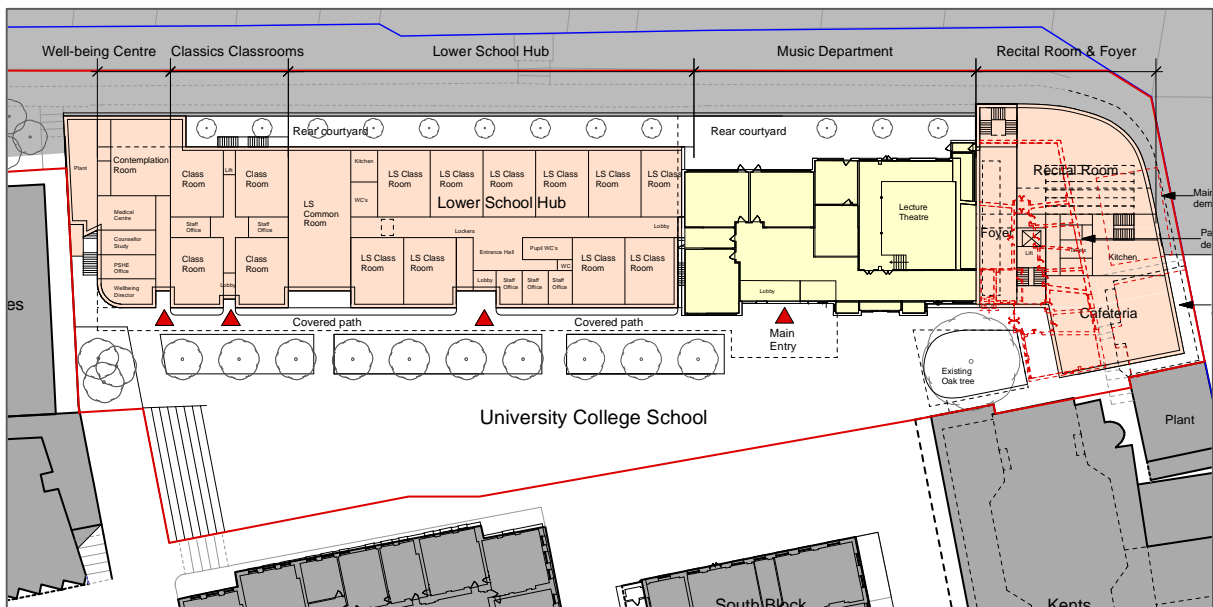 Well-being Centre
Classics Classrooms
Lower School Hub
Music Department
Recital Room & Foyer
Rear courtyard
Rear courtyard
Plant
Contemplation
Room
Class
Room
Lift
Class
Room
Kitchen
WC's
LS Class
Room
LS Class
Room
LS Class
Room
LS Class
Room
LS Class
Room
LS Class
Room
Recital Room
Main
dem
LS
Common
Room
Lower School Hub
Lecture
Theatre
Medical
Centre
Staff
Office
Staff
Office
Lockers
Lobby
Foyer
Pa
de
Counsellor
Study
Class
Room
Class
Room
LS Class
Room
LS Class
Room
Entrance Hall
Pupil WC's
WC
LS Class
Room
LS Class
Room
Lift
Kitchen
PSHE
Office
Wellbeing
Director
Lobby
Lobby
Staff
Office
Staff
Office
Staff
Office
Lobby
Cafeteria
Covered path
Covered path
Main
Entry
es
Existing
Oak tree
University College School
Plant
South Block
Kents